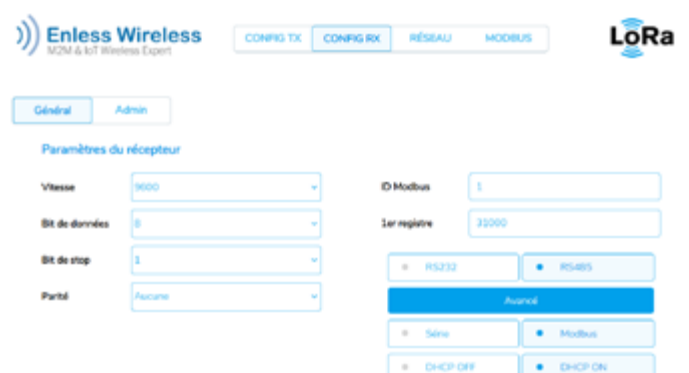 Enless Wireless
M2M & IoT Wireless Expert
CONFIG TX CONFIG RX RÉSEAU MODBUS
LoRa
Général Admin
Paramètres du récepteur
Vitesse 9600
Bit de données 8
Bit de stop 1
Parité Aucune
ID Modbus 1
1er registre 31000
RS232 RS485
Avancé
Série Modbus
DHCP OFF DHCP ON